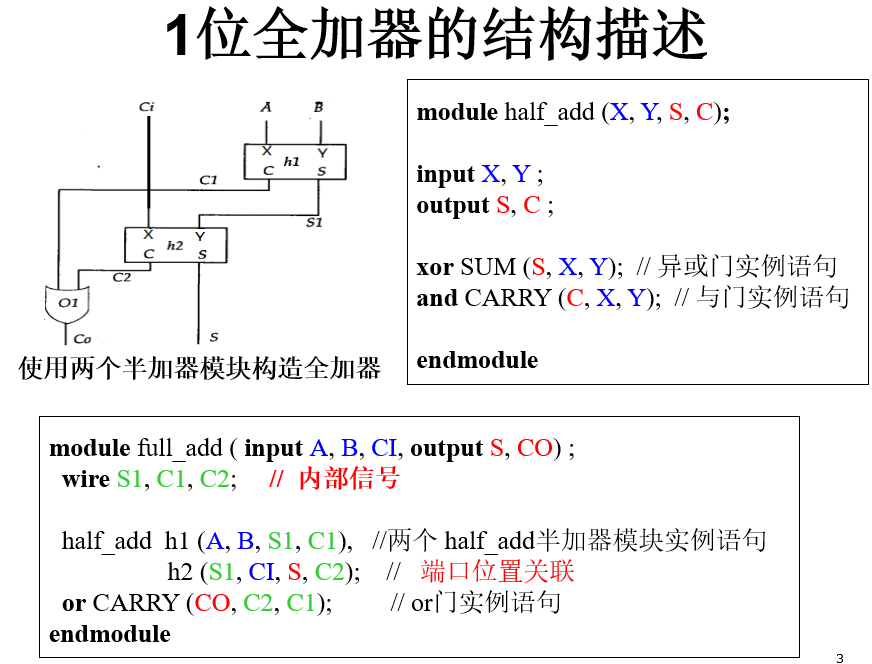 1位全加器的结构描述
Ci A B
X Y
h1
C S
C1
S1
X Y
h2
C S
C2
O1
Co S
使用两个半加器模块构造全加器
module half_add (X, Y, S, C);
input X, Y ;
output S, C ;
xor SUM (S, X, Y); // 异或门实例语句
and CARRY (C, X, Y); // 与门实例语句
endmodule
module full_add ( input A, B, CI, output S, CO) ;
wire S1, C1, C2; // 内部信号
half_add h1 (A, B, S1, C1), //两个 half_add半加器模块实例语句
h2 (S1, CI, S, C2); // 端口位置关联
or CARRY (CO, C2, C1); // or门实例语句
endmodule
3